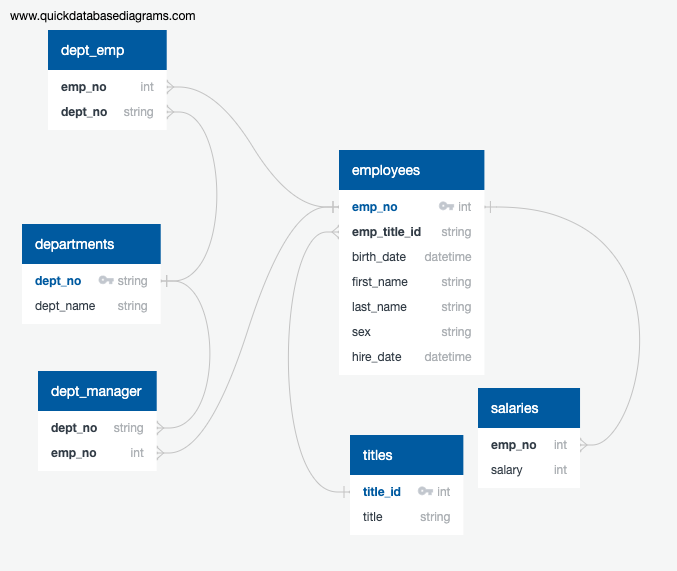 www.quickdatabasediagrams.com
dept_emp
emp_no int
dept_no string
employees
emp_no int
emp_title_id string
birth_date datetime
first_name string
last_name string
sex string
hire_date datetime
departments
dept_no string
dept_name string
dept_manager
dept_no string
emp_no int
salaries
emp_no int
salary int
titles
title_id int
title string